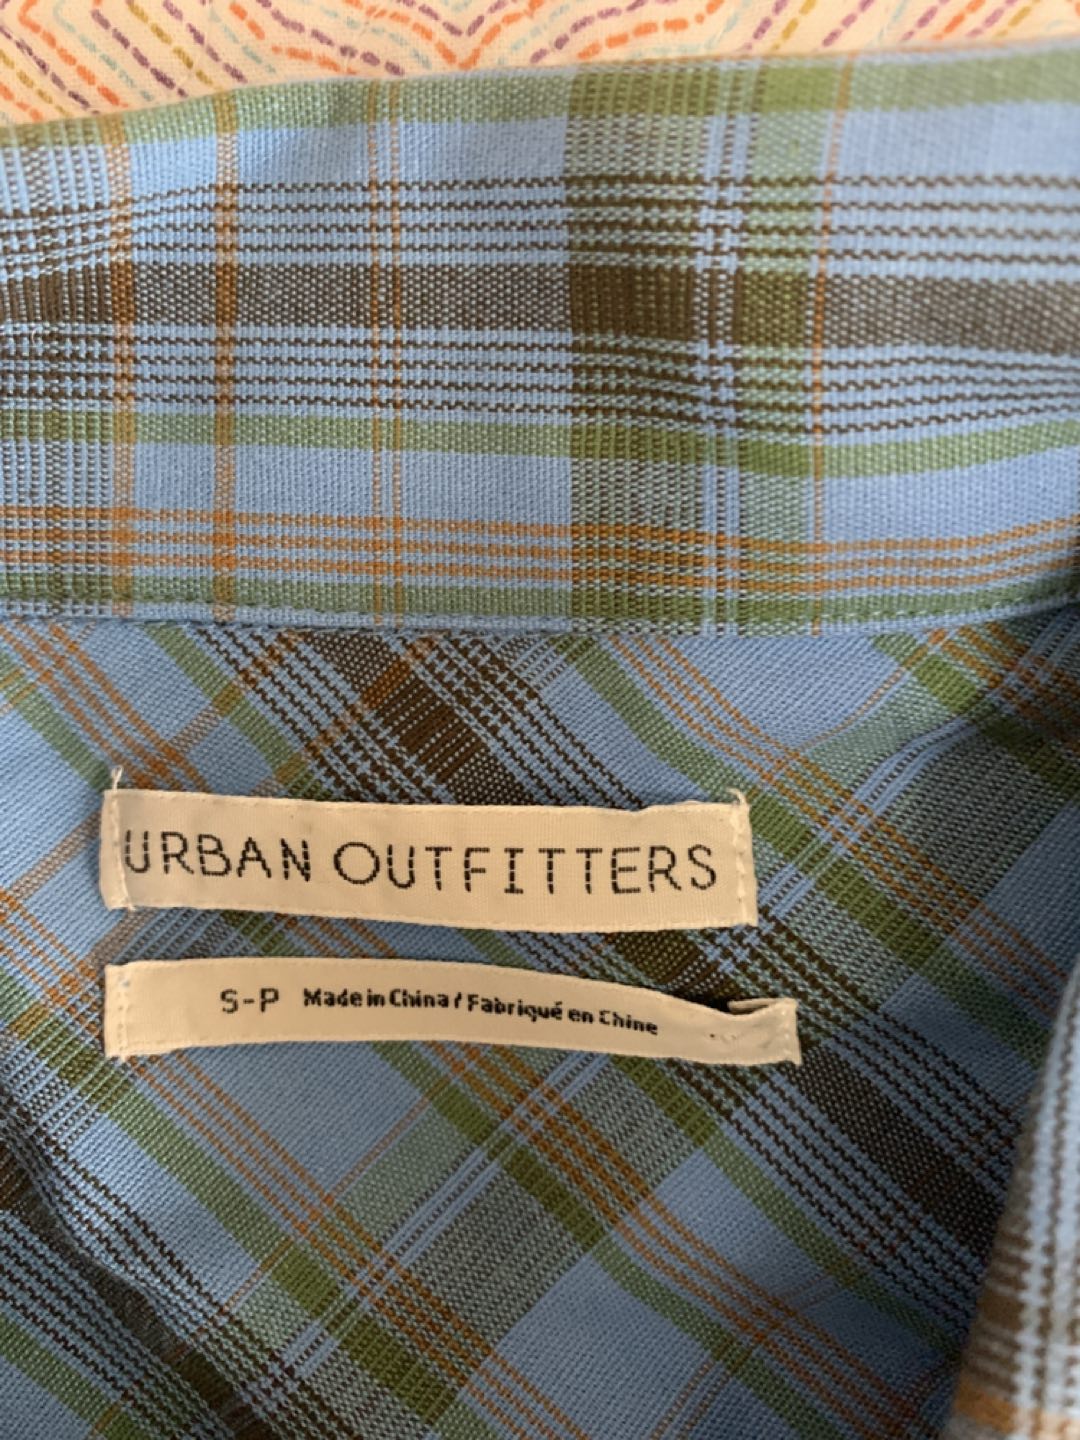 URBAN OUTFITTERS
S-P Made in China / Fabriqué en Chine